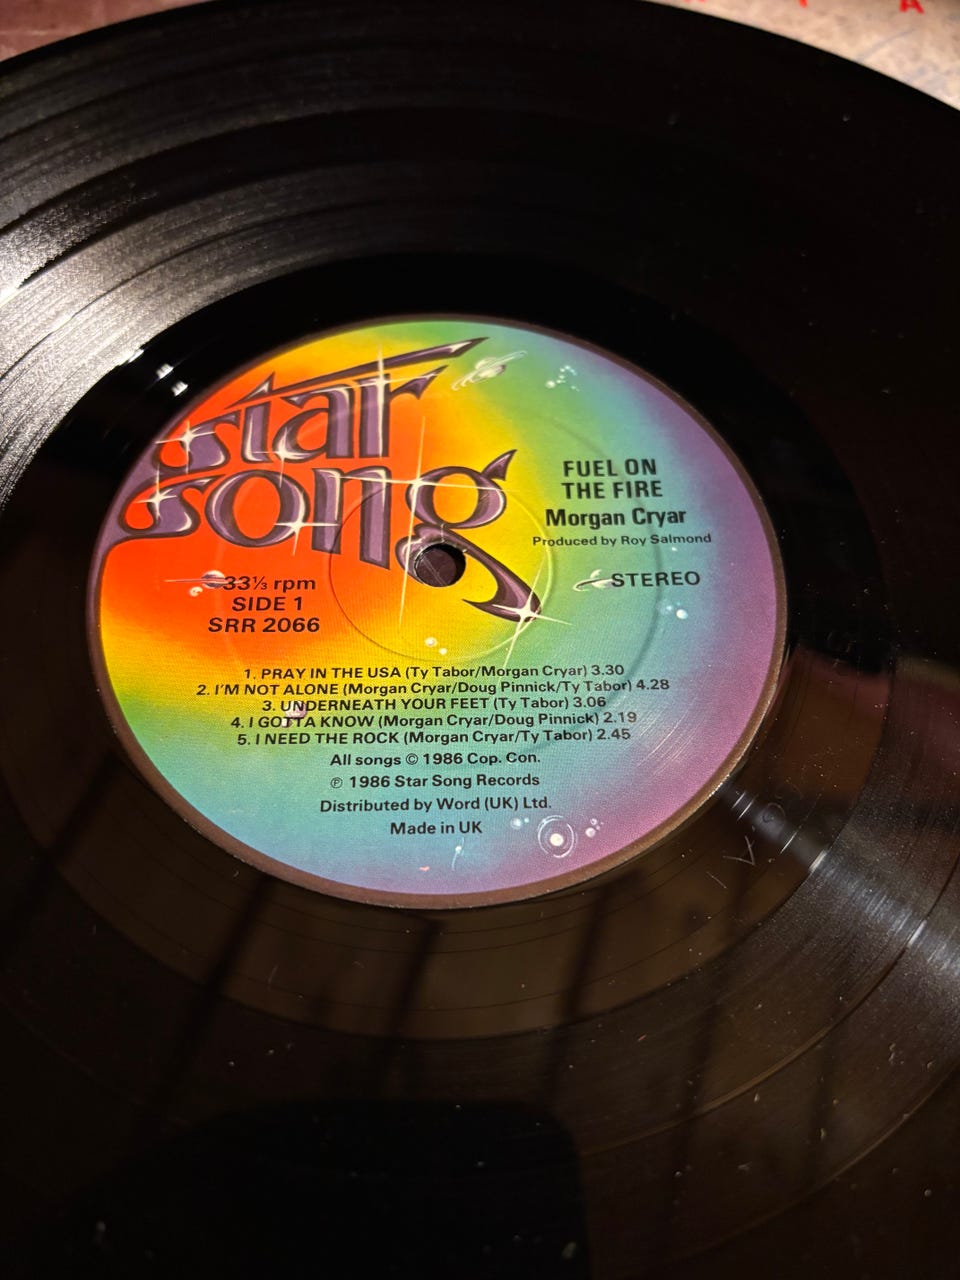 star
song
FUEL ON
THE FIRE
Morgan Cryar
Produced by Roy Salmond
STEREO
33⅓ rpm
SIDE 1
SRR 2066
1. PRAY IN THE USA (Ty Tabor/Morgan Cryar) 3.30
2. I'M NOT ALONE (Morgan Cryar/Doug Pinnick/Ty Tabor) 4.28
3. UNDERNEATH YOUR FEET (Ty Tabor) 3.06
4. I GOTTA KNOW (Morgan Cryar/Doug Pinnick) 2.19
5. I NEED THE ROCK (Morgan Cryar/Ty Tabor) 2.45
All songs © 1986 Cop. Con.
℗ 1986 Star Song Records
Distributed by Word (UK) Ltd.
Made in UK